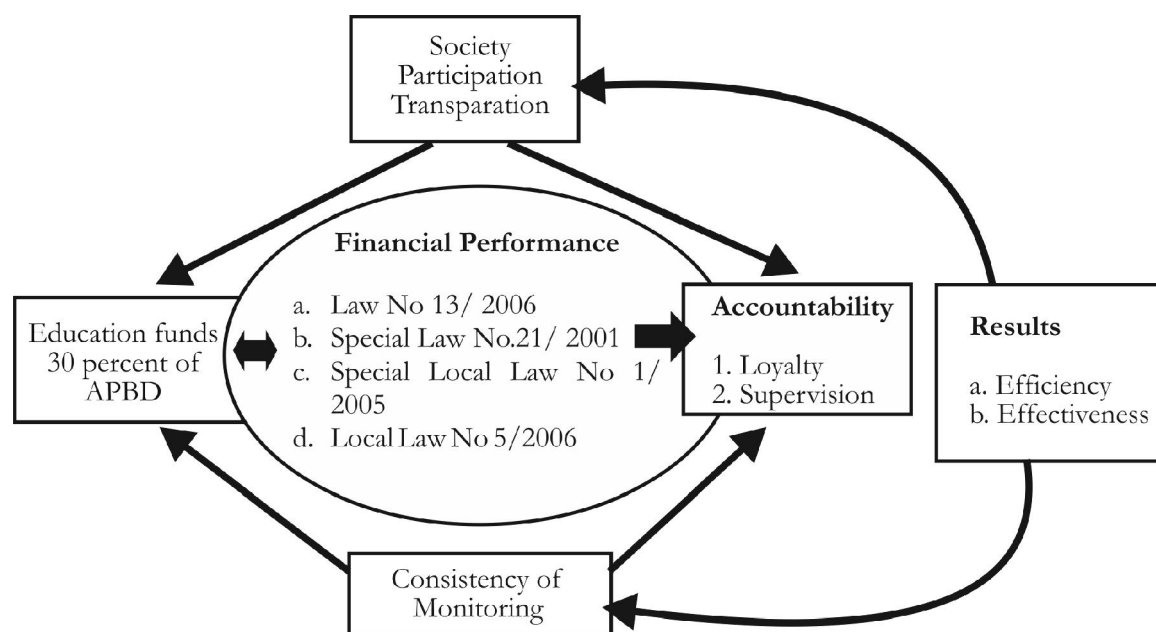 Society
Participation
Transparation
Financial Performance
a. Law No 13/ 2006
b. Special Law No.21/ 2001
c. Special Local Law No 1/
2005
d. Local Law No 5/2006
Education funds
30 percent of
APBD
Accountability
1. Loyalty
2. Supervision
Results
a. Efficiency
b. Effectiveness
Consistency of
Monitoring